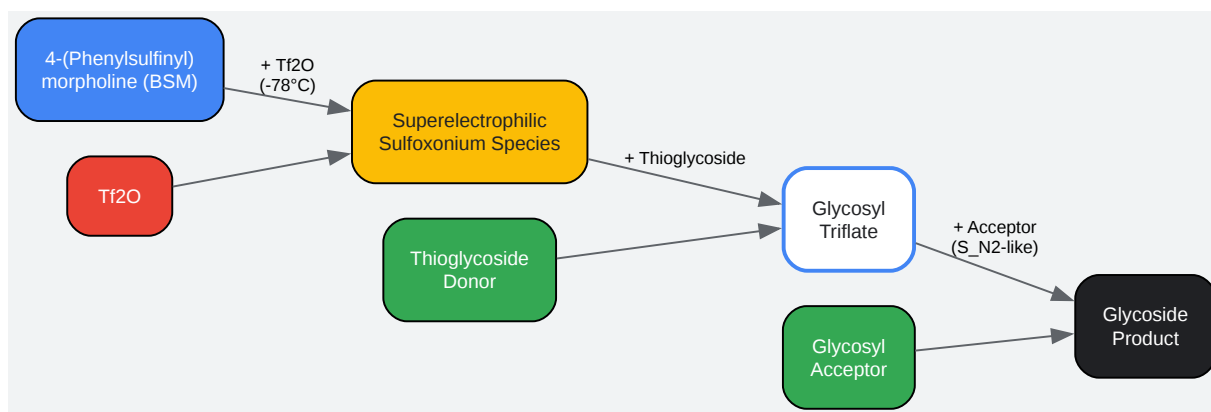 4-(Phenylsulfinyl)
morpholine (BSM)
+ Tf2O
(-78°C)
Tf2O
Superelectrophilic
Sulfoxonium Species
+ Thioglycoside
Thioglycoside
Donor
Glycosyl
Triflate
+ Acceptor
(S_N2-like)
Glycosyl
Acceptor
Glycoside
Product